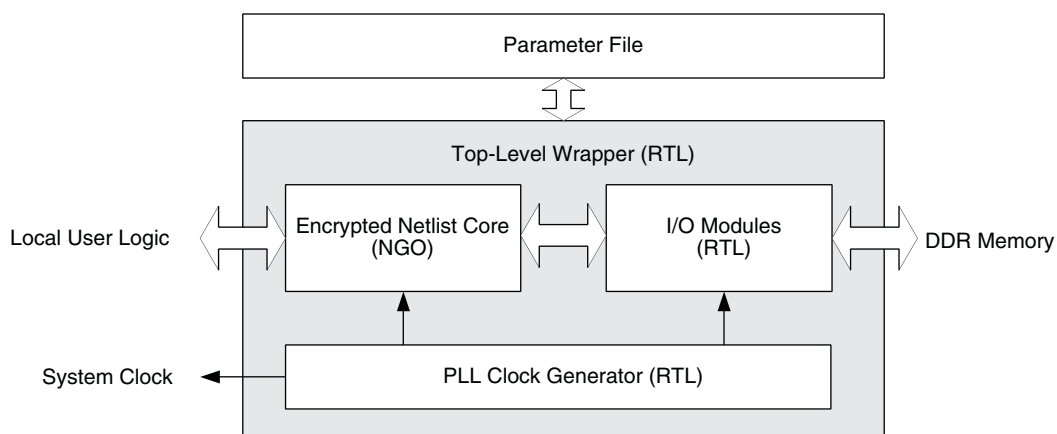 Parameter File
Top-Level Wrapper (RTL)
Local User Logic
Encrypted Netlist Core
(NGO)
I/O Modules
(RTL)
DDR Memory
System Clock
PLL Clock Generator (RTL)